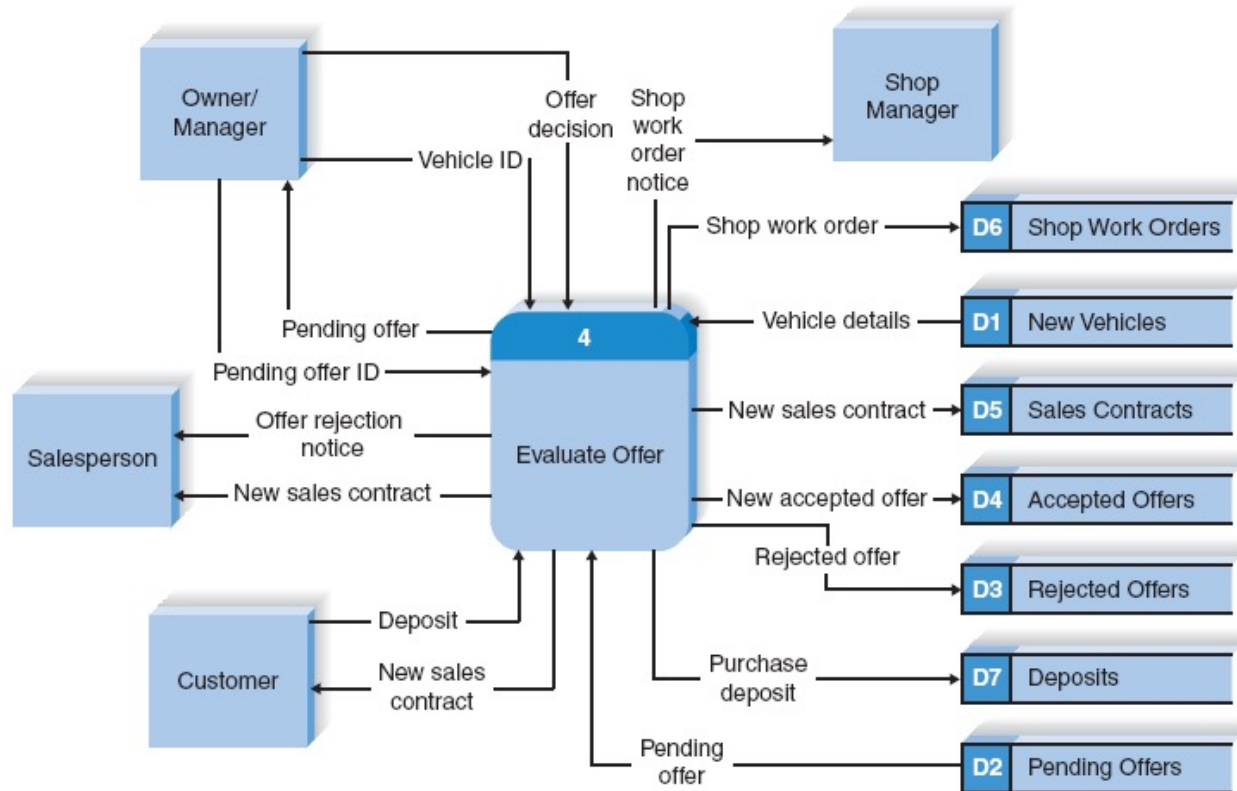 Owner/
Manager
Offer
decision
Shop
work
order
notice
Shop
Manager
Vehicle ID
Shop work order
D6 Shop Work Orders
Pending offer
4
Vehicle details
D1 New Vehicles
Pending offer ID
Salesperson
Offer rejection
notice
Evaluate Offer
New sales contract
D5 Sales Contracts
New sales contract
New accepted offer
D4 Accepted Offers
Rejected offer
D3 Rejected Offers
Customer
Deposit
New sales
contract
Purchase
deposit
D7 Deposits
Pending
offer
D2 Pending Offers